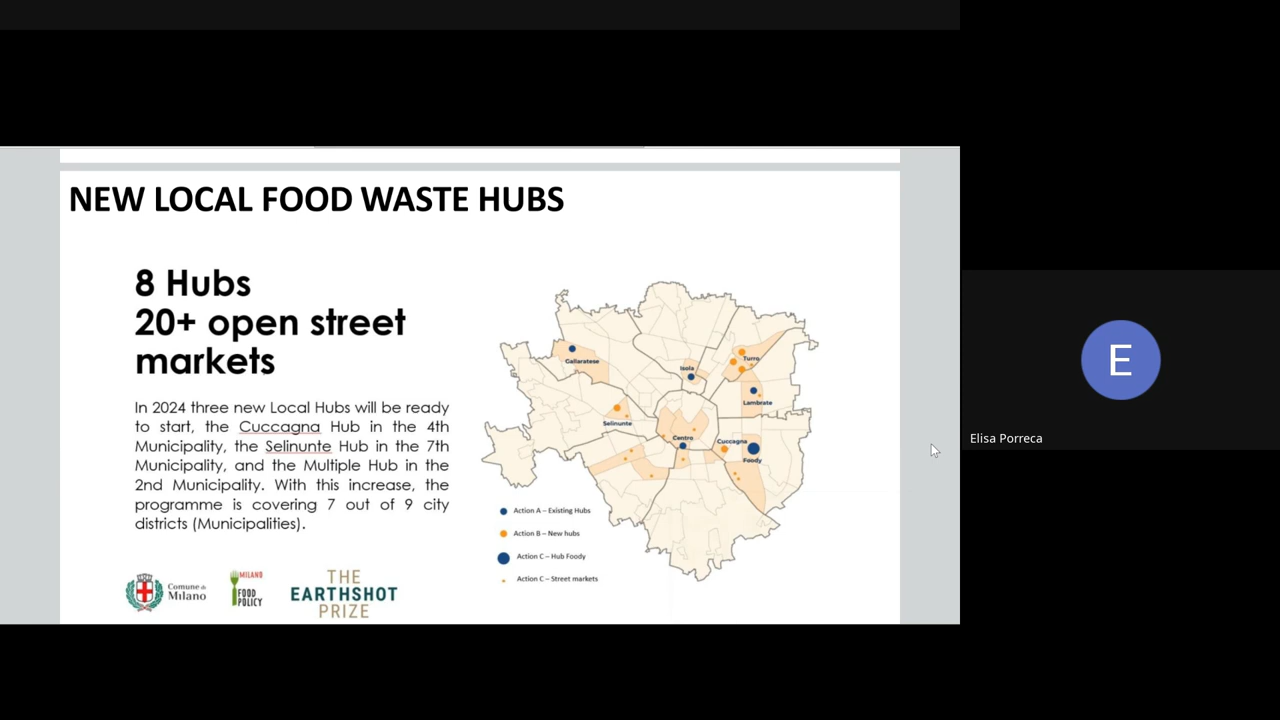 NEW LOCAL FOOD WASTE HUBS
8 Hubs
20+ open street
markets
In 2024 three new Local Hubs will be ready
to start, the Cuccagna Hub in the 4th
Municipality, the Selinunte Hub in the 7th
Municipality, and the Multiple Hub in the
2nd Municipality. With this increase, the
programme is covering 7 out of 9 city
districts (Municipalities).
Comune di
Milano
MILANO
FOOD
POLICY
THE
EARTHSHOT
PRIZE
Gallaratese
Isola
Turro
Lambrate
Selinunte
Centro
Cuccagna
Foody
Action A – Existing Hubs
Action B – New hubs
Action C – Hub Foody
Action C – Street markets
E
Elisa Porreca